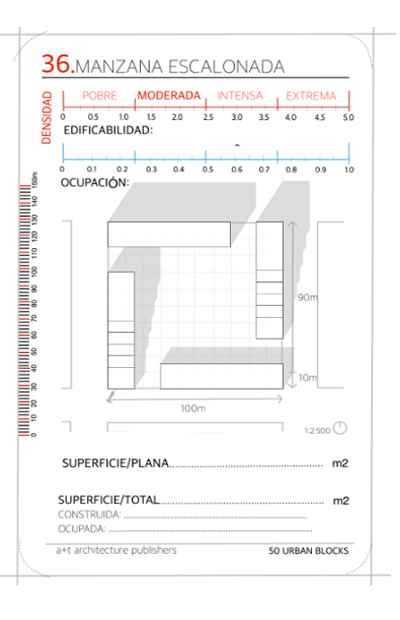 36.MANZANA ESCALONADA
DENSIDAD
POBRE MODERADA INTENSA EXTREMA
0 0.5 1.0 1.5 2.0 2.5 3.0 3.5 4.0 4.5 5.0
EDIFICABILIDAD:
0 0.1 0.2 0.3 0.4 0.5 0.6 0.7 0.8 0.9 1.0
OCUPACIÓN:
0 10 20 30 40 50 60 70 80 90 100 110 120 130 140 150m
90m
10m
100m
1:2.500
SUPERFICIE/PLANA.................................................. m2
SUPERFICIE/TOTAL.................................................. m2
CONSTRUIDA: ..................................................
OCUPADA: ..................................................
a+t architecture publishers 50 URBAN BLOCKS